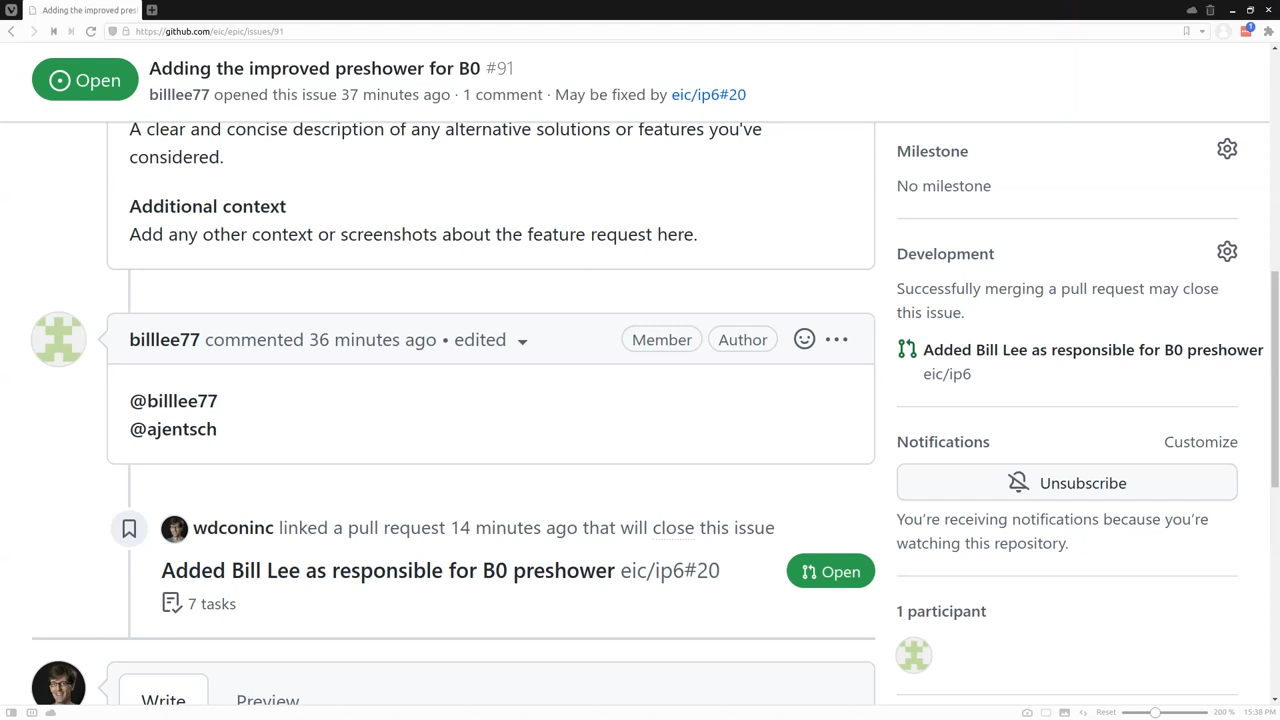 Adding the improved pres
https://github.com/eic/epic/issues/91
1
Open
Adding the improved preshower for B0 #91
billlee77 opened this issue 37 minutes ago · 1 comment · May be fixed by eic/ip6#20
A clear and concise description of any alternative solutions or features you've
considered.
Additional context
Add any other context or screenshots about the feature request here.
billlee77 commented 36 minutes ago • edited
Member
Author
@billlee77
@ajentsch
wdconinc linked a pull request 14 minutes ago that will close this issue
Added Bill Lee as responsible for B0 preshower eic/ip6#20
Open
7 tasks
Write
Preview
Milestone
No milestone
Development
Successfully merging a pull request may close
this issue.
Added Bill Lee as responsible for B0 preshower
eic/ip6
Notifications
Customize
Unsubscribe
You're receiving notifications because you're
watching this repository.
1 participant
Reset
200 %
15:38 PM